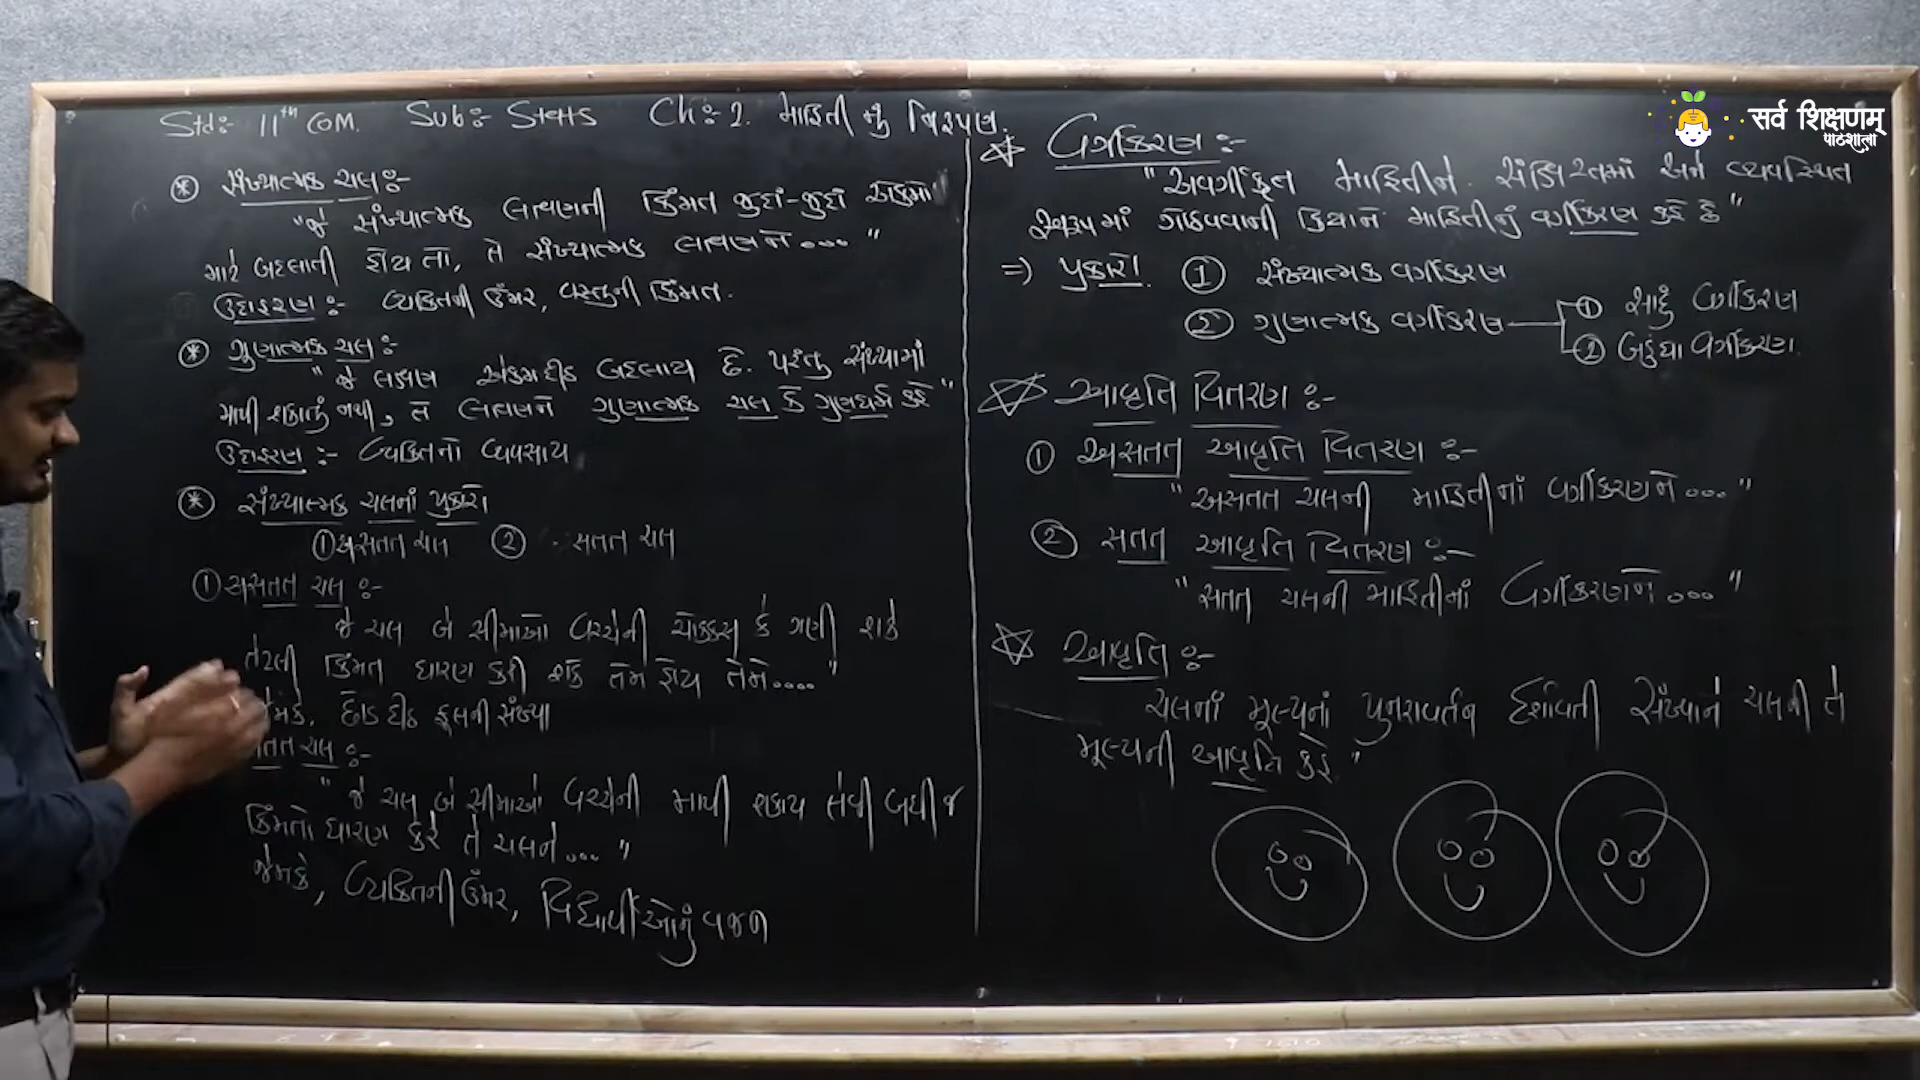 Std:- 11th COM. Sub:- સ્ટેટ Ch:- 2. માહિતીનું નિરૂપણ.
* સંખ્યાત્મક ચલ:-
"જે સંખ્યાત્મક લક્ષણની કિંમત જુદાં-જુદાં એકમો
માટે બદલાતી હોય તો, તે સંખ્યાત્મક લક્ષણને..."
ઉદાહરણ:- વ્યક્તિની ઉંમર, વસ્તુની કિંમત.
* ગુણાત્મક ચલ:-
"જે લક્ષણ એકમદીઠ બદલાય છે. પરંતુ સંખ્યામાં
માપી શકાતું નથી, તે લક્ષણને ગુણાત્મક ચલ કે ગુણધર્મ કહે"
ઉદાહરણ:- વ્યક્તિનો વ્યવસાય
* સંખ્યાત્મક ચલનાં પ્રકારો
① અસતત ચલ ② સતત ચલ
① અસતત ચલ:-
જે ચલ બે સીમાઓ વચ્ચેની ચોક્કસ કે ગણી શકે
તેટલી કિંમત ધારણ કરી શકે તેમ હોય તેને...."
છોડ દીઠ ફૂલની સંખ્યા
સતત ચલ:-
"જે ચલ બે સીમાઓ વચ્ચેની માપી શકાય તેવી બધી જ
કિંમતો ધારણ કરે તે ચલને..."
જેમકે, વ્યક્તિની ઉંમર, વિદ્યાર્થીઓનું વજન
વર્ગીકરણ:-
"અવર્ગીકૃત માહિતીને સંક્ષિપ્તમાં અને વ્યવસ્થિત
સ્વરૂપમાં ગોઠવવાની ક્રિયાને માહિતીનું વર્ગીકરણ કહે છે"
=) પ્રકારો ① સંખ્યાત્મક વર્ગીકરણ
② ગુણાત્મક વર્ગીકરણ ① સાદું વર્ગીકરણ
② બહુધા વર્ગીકરણ.
આવૃતિ વિતરણ:-
① અસતત આવૃતિ વિતરણ:-
"અસતત ચલની માહિતીનાં વર્ગીકરણને..."
② સતત આવૃતિ વિતરણ:-
"સતત ચલની માહિતીનાં વર્ગીકરણને..."
આવૃતિ:-
ચલનાં મૂલ્યનાં પુનરાવર્તન દર્શાવતી સંખ્યાને ચલની તે
મૂલ્યની આવૃતિ કહે"
सर्व शिक्षणम्
पाठशाला